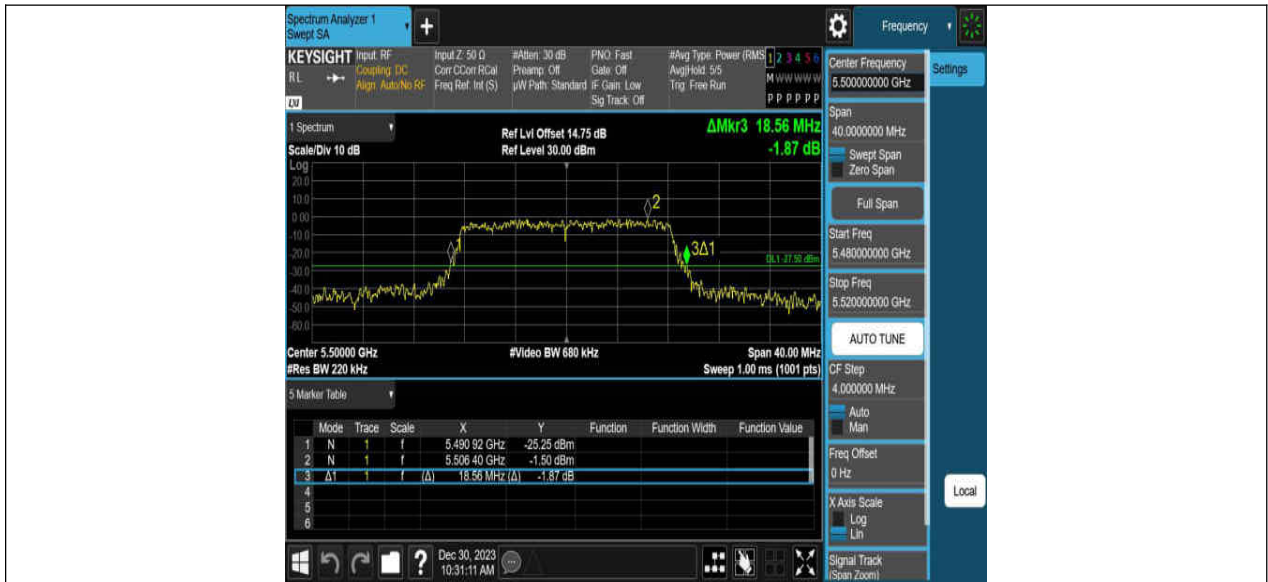 Spectrum Analyzer 1
Swept SA
+
Frequency
KEYSIGHT
RL
LXI
Input: RF
Coupling: DC
Align: Auto/No RF
Input Z: 50 Ω
Corr CCorr RCal
Freq Ref: Int (S)
#Atten: 30 dB
Preamp: Off
µW Path: Standard
PNO: Fast
Gate: Off
IF Gain: Low
Sig Track: Off
#Avg Type: Power (RMS
Avg|Hold: 5/5
Trig: Free Run
1 2 3 4 5 6
M W W W W W
P P P P P P
1 Spectrum
Scale/Div 10 dB
Ref Lvl Offset 14.75 dB
Ref Level 30.00 dBm
ΔMkr3 18.56 MHz
-1.87 dB
Log
20.0
10.0
0.00
-10.0
-20.0
-30.0
-40.0
-50.0
-60.0
1
2
3Δ1
DL1 -27.50 dBm
Center 5.50000 GHz
#Res BW 220 kHz
#Video BW 680 kHz
Span 40.00 MHz
Sweep 1.00 ms (1001 pts)
5 Marker Table
Mode Trace Scale X Y Function Function Width Function Value
1 N 1 f 5.490 92 GHz -25.25 dBm
2 N 1 f 5.506 40 GHz -1.50 dBm
3 Δ1 1 f (Δ) 18.56 MHz (Δ) -1.87 dB
4
5
6
?
Dec 30, 2023
10:31:11 AM
Center Frequency
5.500000000 GHz
Span
40.0000000 MHz
Swept Span
Zero Span
Full Span
Start Freq
5.480000000 GHz
Stop Freq
5.520000000 GHz
AUTO TUNE
CF Step
4.000000 MHz
Auto
Man
Freq Offset
0 Hz
X Axis Scale
Log
Lin
Signal Track
(Span Zoom)
Settings
Local